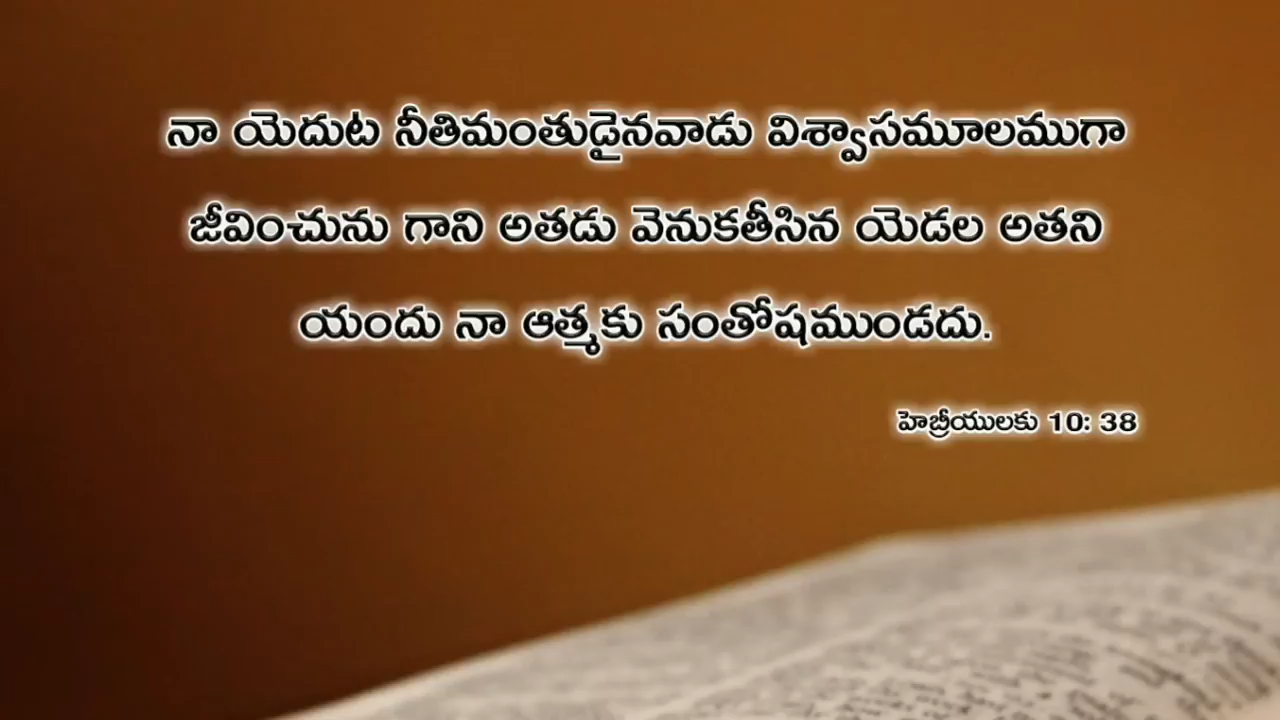 నా యెదుట నీతిమంతుడైనవాడు విశ్వాసమూలముగా
జీవించును గాని అతడు వెనుకతీసిన యెడల అతని
యందు నా ఆత్మకు సంతోషముండదు.
హెబ్రీయులకు 10: 38